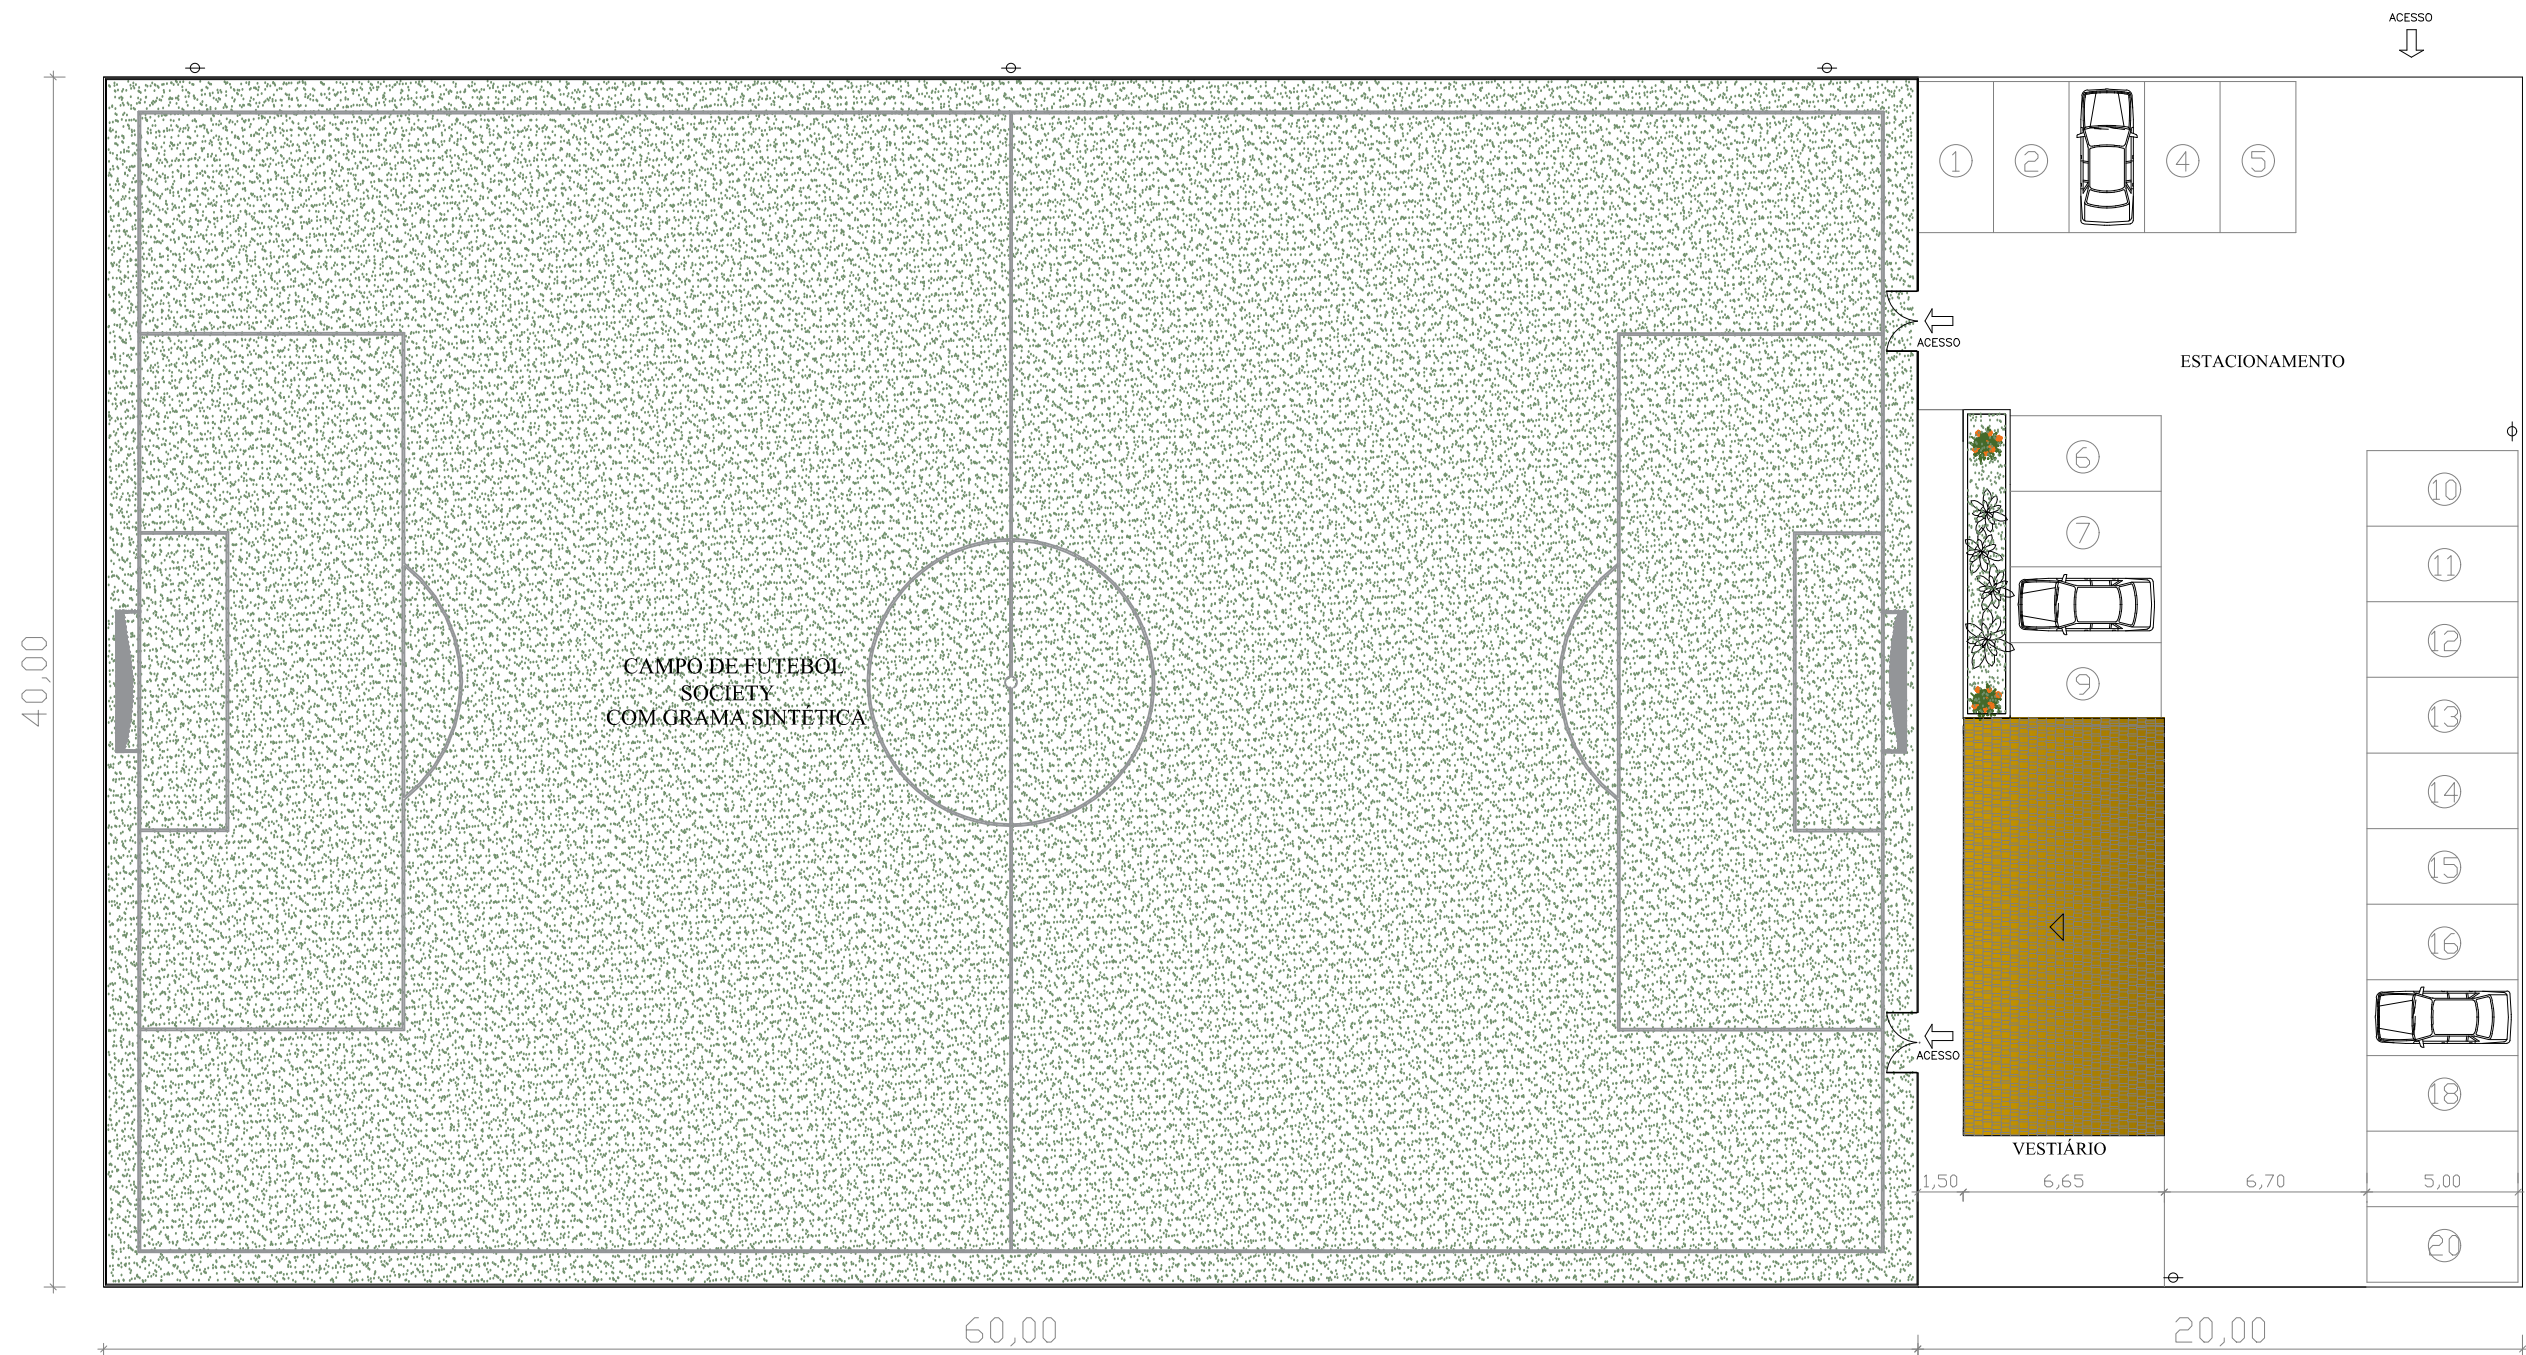 ACESSO
1
2
4
5
ACESSO
ESTACIONAMENTO
6
10
7
11
12
40,00
CAMPO DE FUTEBOL
SOCIETY
COM GRAMA SINTÉTICA
9
13
14
15
16
ACESSO
18
VESTIÁRIO
1,50
6,65
6,70
5,00
20
60,00
20,00